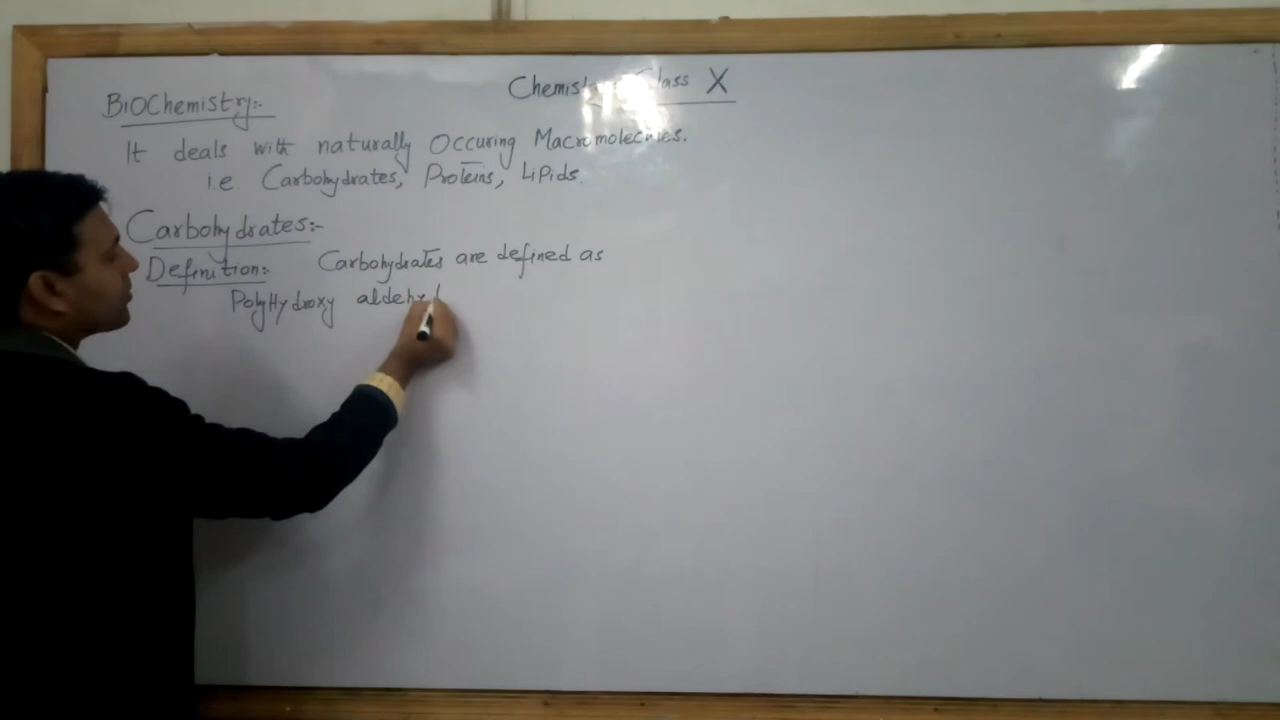 Chemistry Class X
BIOChemistry:-
It deals with naturally Occuring Macromolecules.
i.e. Carbohydrates, Proteins, Lipids.
Carbohydrates:-
Definition:- Carbohydrates are defined as
PolyHydroxy aldehyd